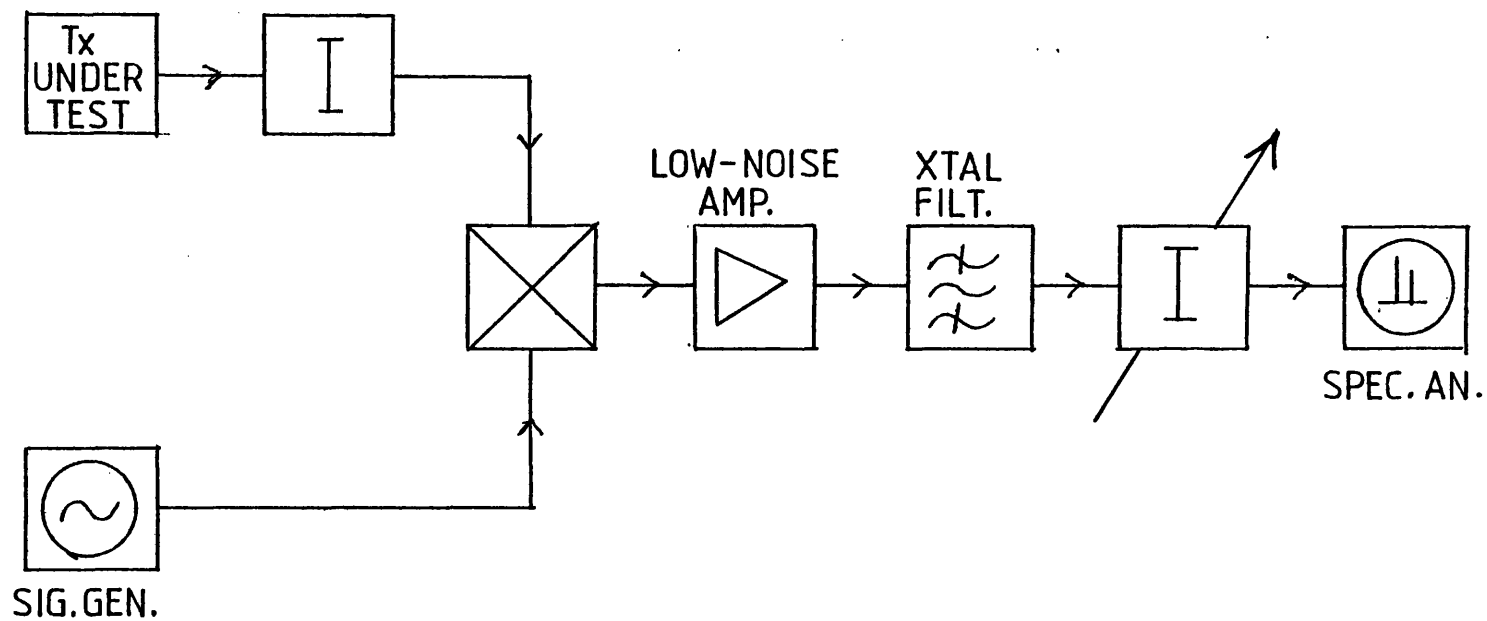 Tx
UNDER
TEST
LOW-NOISE
AMP.
XTAL
FILT.
SPEC. AN.
SIG. GEN.